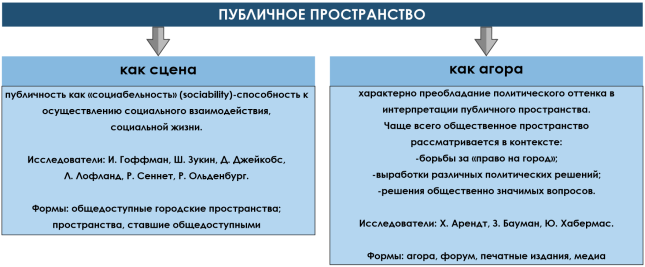 ПУБЛИЧНОЕ ПРОСТРАНСТВО
как сцена
публичность как «социабельность» (sociability)-способность к
осуществлению социального взаимодействия,
социальной жизни.
Исследователи: И. Гоффман, Ш. Зукин, Д. Джейкобс,
Л. Лофланд, Р. Сеннет, Р. Ольденбург.
Формы: общедоступные городские пространства;
пространства, ставшие общедоступными
как агора
характерно преобладание политического оттенка в
интерпретации публичного пространства.
Чаще всего общественное пространство
рассматривается в контексте:
-борьбы за «право на город»;
-выработки различных политических решений;
-решения общественно значимых вопросов.
Исследователи: Х. Арендт, З. Бауман, Ю. Хабермас.
Формы: агора, форум, печатные издания, медиа